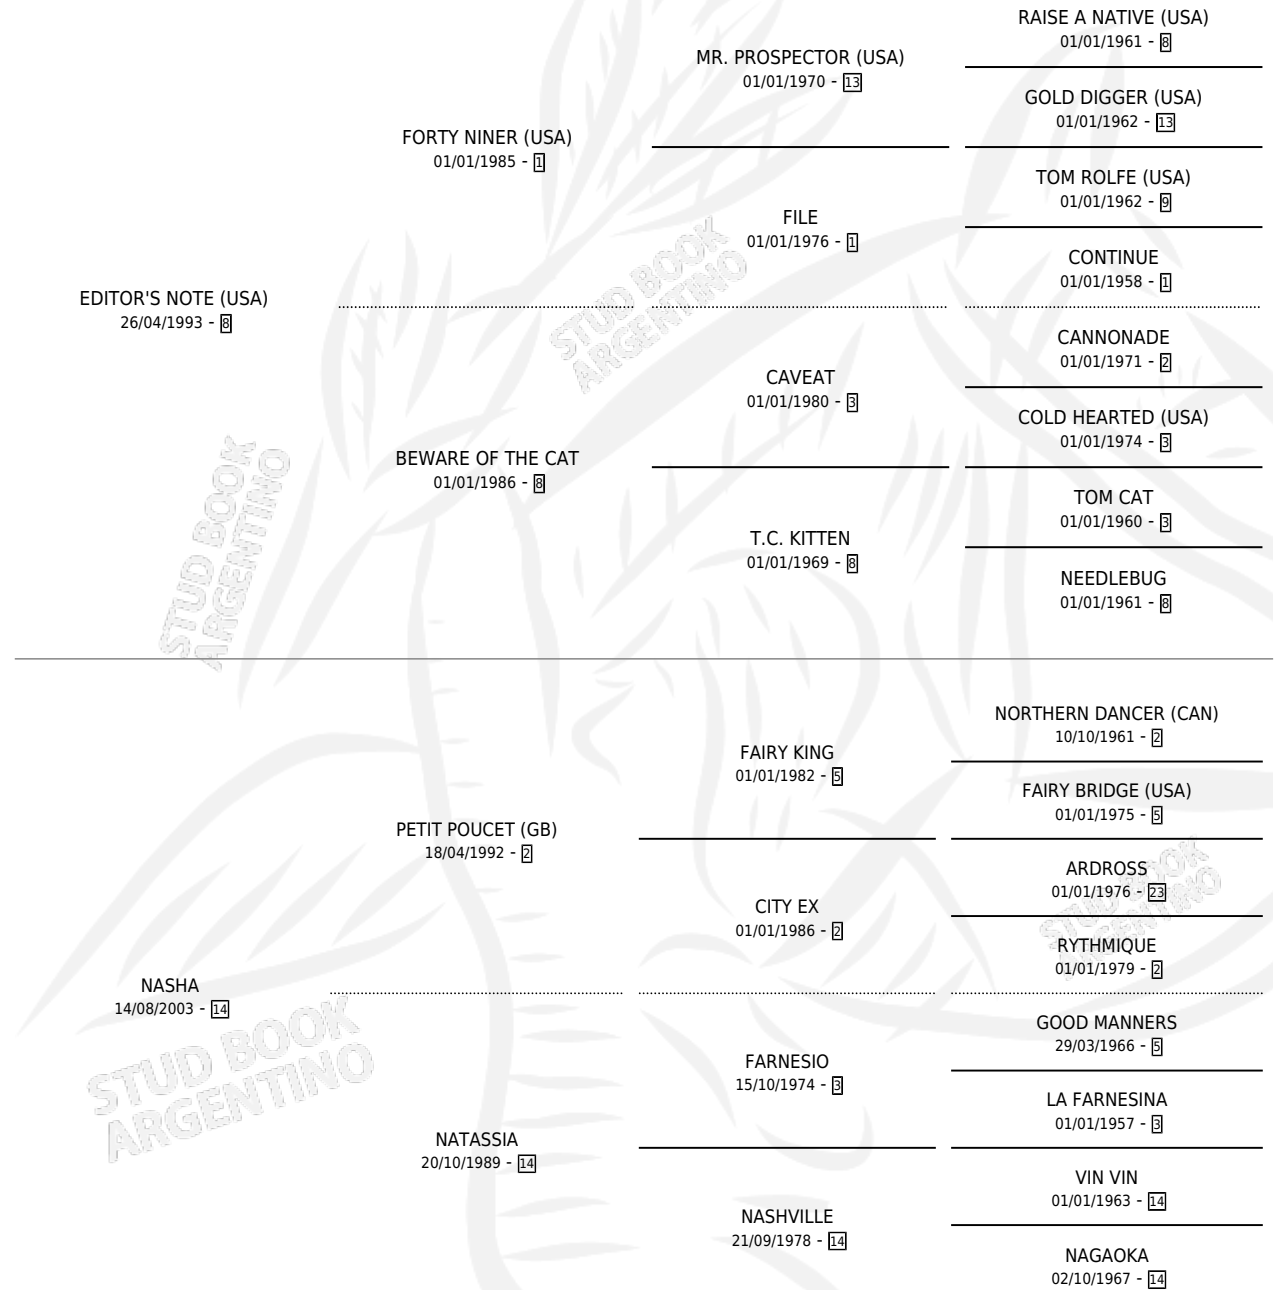 RAISE A NATIVE (USA)
01/01/1961 - 8
MR. PROSPECTOR (USA)
01/01/1970 - 13
GOLD DIGGER (USA)
01/01/1962 - 13
FORTY NINER (USA)
01/01/1985 - 1
TOM ROLFE (USA)
01/01/1962 - 9
FILE
01/01/1976 - 1
CONTINUE
01/01/1958 - 1
EDITOR'S NOTE (USA)
26/04/1993 - 8
CANNONADE
01/01/1971 - 2
CAVEAT
01/01/1980 - 3
COLD HEARTED (USA)
01/01/1974 - 3
BEWARE OF THE CAT
01/01/1986 - 8
TOM CAT
01/01/1960 - 3
T.C. KITTEN
01/01/1969 - 8
NEEDLEBUG
01/01/1961 - 8
STUD BOOK
ARGENTINO
STUD BOOK
ARGENTINO
NORTHERN DANCER (CAN)
10/10/1961 - 2
FAIRY KING
01/01/1982 - 5
FAIRY BRIDGE (USA)
01/01/1975 - 5
PETIT POUCET (GB)
18/04/1992 - 2
ARDROSS
01/01/1976 - 23
CITY EX
01/01/1986 - 2
RYTHMIQUE
01/01/1979 - 2
NASHA
14/08/2003 - 14
GOOD MANNERS
29/03/1966 - 5
FARNESIO
15/10/1974 - 3
LA FARNESINA
01/01/1957 - 3
NATASSIA
20/10/1989 - 14
VIN VIN
01/01/1963 - 14
NASHVILLE
21/09/1978 - 14
NAGAOKA
02/10/1967 - 14
STUD BOOK
ARGENTINO
STUD BOOK
ARGENTINO